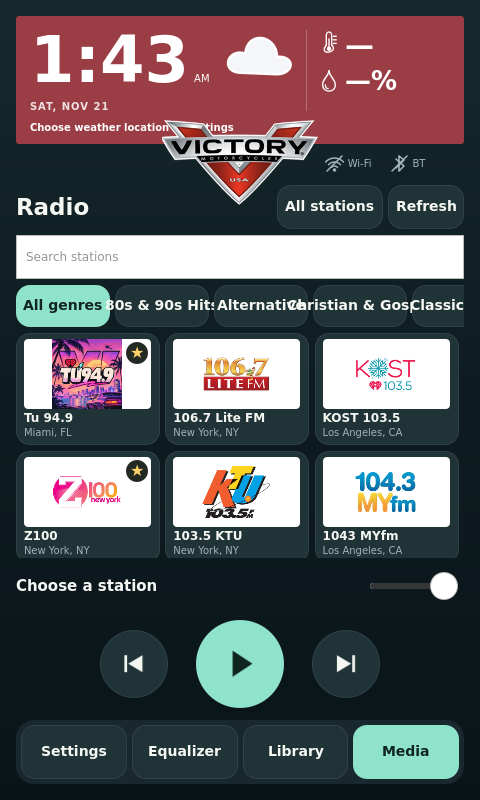 1:43 AM
SAT, NOV 21
Choose weather location
tings
—
—%
VICTORY
MOTORCYCLES
USA
Wi-Fi
BT
Radio
All stations
Refresh
Search stations
All genres
80s & 90s Hits
Alternative
Christian & Gosp
Classic
TU94.9
Tu 94.9
Miami, FL
106.7
LITE FM
106.7 Lite FM
New York, NY
KOST
103.5
KOST 103.5
Los Angeles, CA
Z100
new york
Z100
New York, NY
KTU
103.5 FM
103.5 KTU
New York, NY
104.3
MYfm
1043 MYfm
Los Angeles, CA
Choose a station
Settings
Equalizer
Library
Media